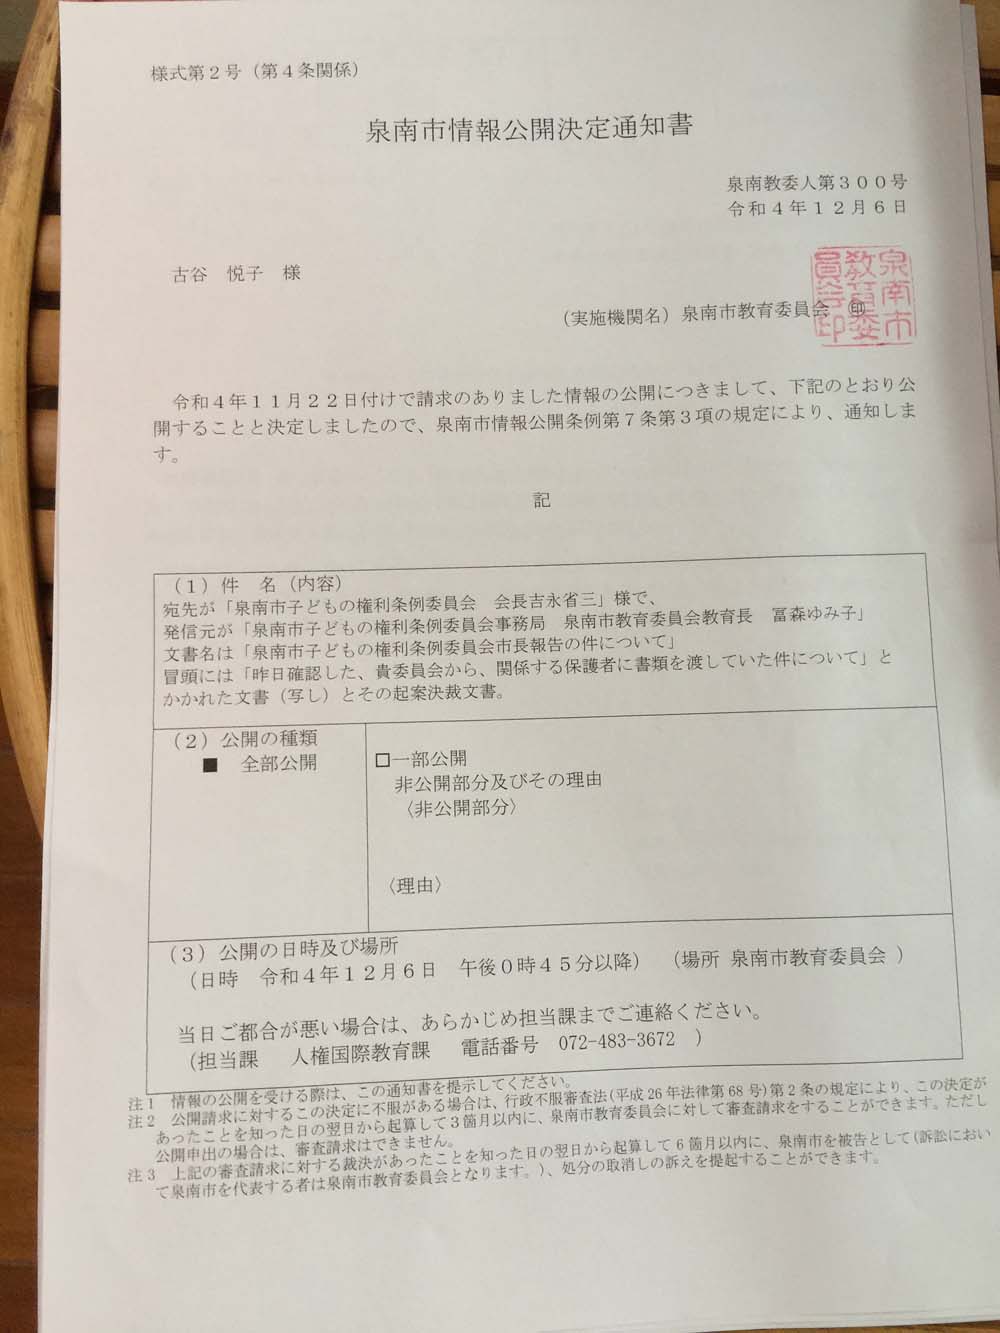 様式第２号（第４条関係）
泉南市情報公開決定通知書
泉南教委人第３００号
令和４年１２月６日
古谷　悦子　様
（実施機関名）泉南市教育委員会　㊞
泉南市
教育委
員会印
令和４年１１月２２日付けで請求のありました情報の公開につきまして、下記のとおり公
開することと決定しましたので、泉南市情報公開条例第７条第３項の規定により、通知しま
す。
記
（１）件　名（内容）
宛先が「泉南市子どもの権利条例委員会　会長吉永省三」様で、
発信元が「泉南市子どもの権利条例委員会事務局　泉南市教育委員会教育長　冨森ゆみ子」
文書名は「泉南市子どもの権利条例委員会市長報告の件について」
冒頭には「昨日確認した、貴委員会から、関係する保護者に書類を渡していた件について」と
かかれた文書（写し）とその起案決裁文書。
（２）公開の種類
■　全部公開
□一部公開
非公開部分及びその理由
〈非公開部分〉
〈理由〉
（３）公開の日時及び場所
（日時　令和４年１２月６日　午後０時４５分以降）　（場所 泉南市教育委員会 ）
当日ご都合が悪い場合は、あらかじめ担当課までご連絡ください。
（担当課　人権国際教育課　電話番号　072-483-3672　）
注１　情報の公開を受ける際は、この通知書を提示してください。
注２　公開請求に対するこの決定に不服がある場合は、行政不服審査法(平成26年法律第68号)第２条の規定により、この決定が
あったことを知った日の翌日から起算して３箇月以内に、泉南市教育委員会に対して審査請求をすることができます。ただし
公開申出の場合は、審査請求はできません。
注３　上記の審査請求に対する裁決があったことを知った日の翌日から起算して６箇月以内に、泉南市を被告として(訴訟におい
て泉南市を代表する者は泉南市教育委員会となります。)、処分の取消しの訴えを提起することができます。